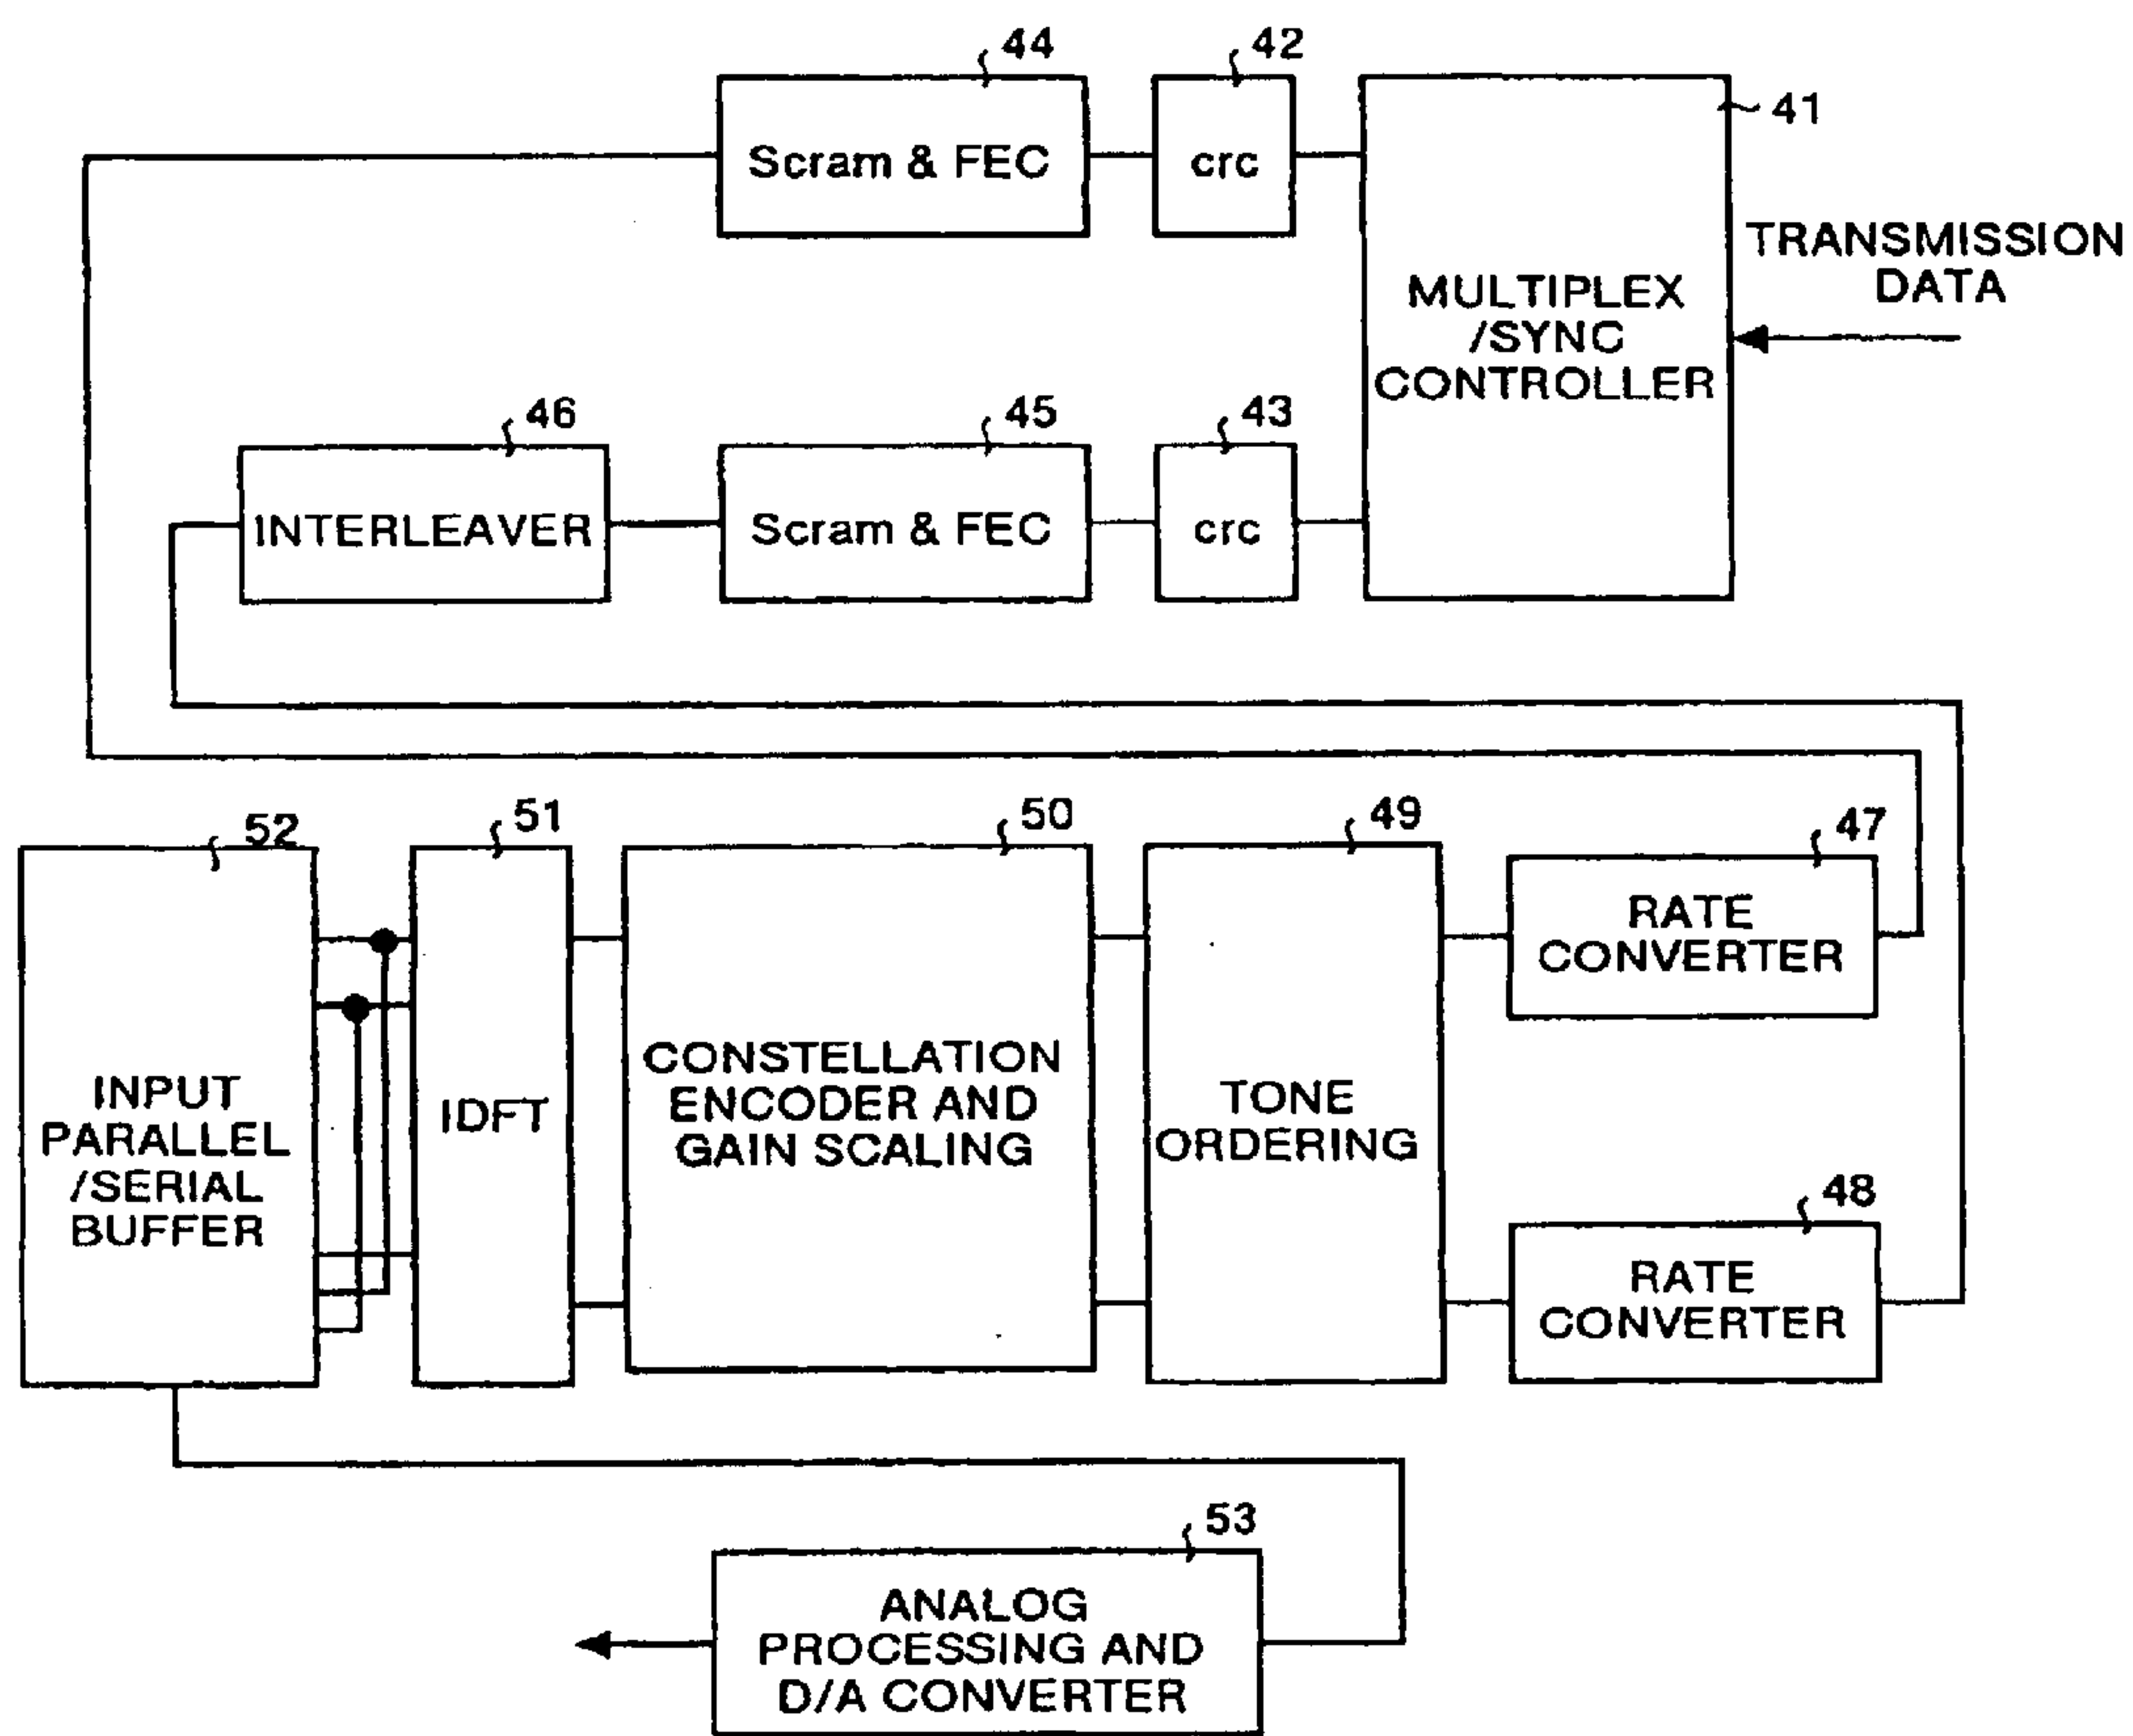 44
42
41
Scram & FEC
crc
TRANSMISSION
DATA
MULTIPLEX
/SYNC
CONTROLLER
46
45
43
INTERLEAVER
Scram & FEC
crc
52
51
50
49
47
RATE
CONVERTER
INPUT
PARALLEL
/SERIAL
BUFFER
IDFT
CONSTELLATION
ENCODER AND
GAIN SCALING
TONE
ORDERING
48
RATE
CONVERTER
53
ANALOG
PROCESSING AND
D/A CONVERTER